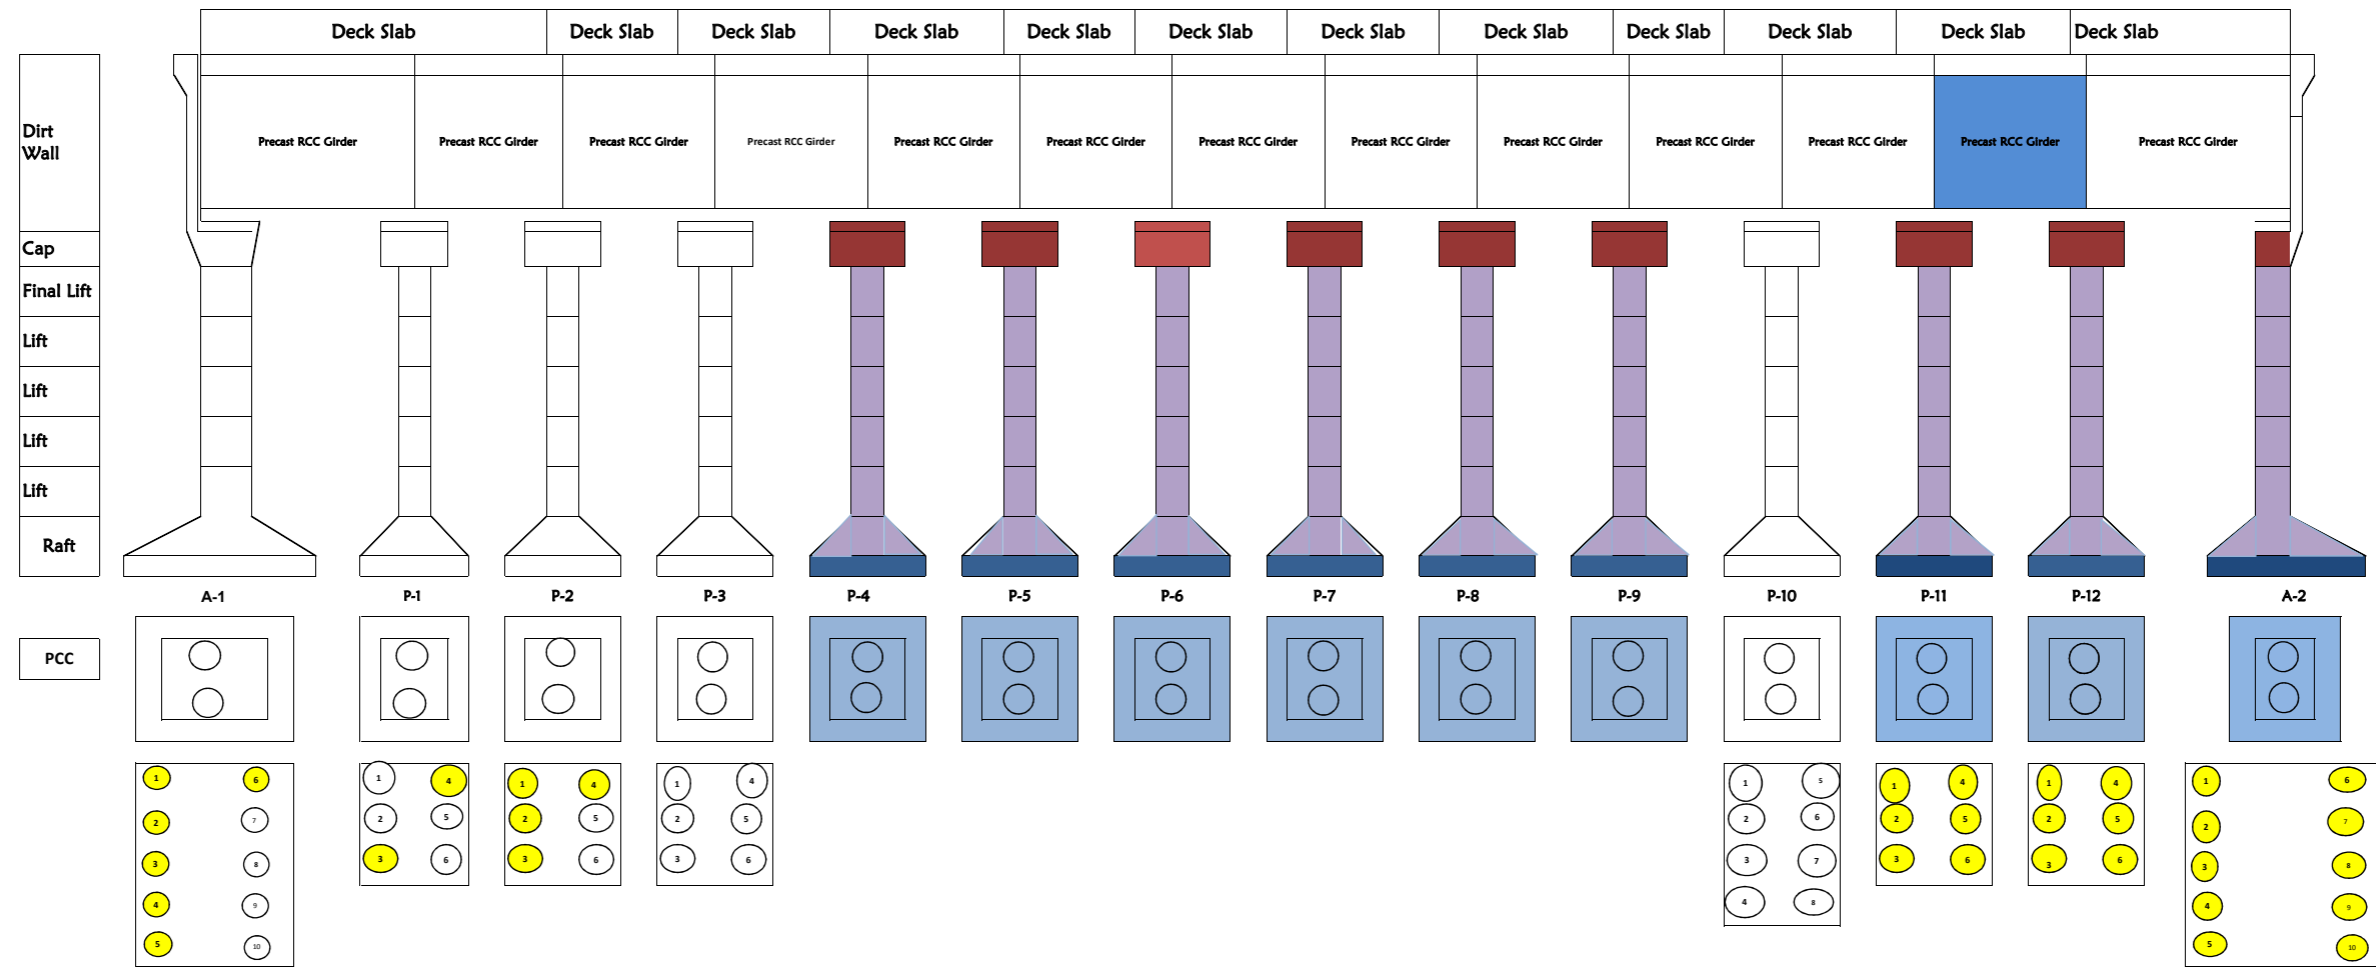 Deck Slab Deck Slab Deck Slab Deck Slab Deck Slab Deck Slab Deck Slab Deck Slab Deck Slab Deck Slab Deck Slab Deck Slab
Dirt
Wall
Precast RCC Girder Precast RCC Girder Precast RCC Girder Precast RCC Girder Precast RCC Girder Precast RCC Girder Precast RCC Girder Precast RCC Girder Precast RCC Girder Precast RCC Girder Precast RCC Girder Precast RCC Girder Precast RCC Girder
Cap
Final Lift
Lift
Lift
Lift
Lift
Raft
A-1 P-1 P-2 P-3 P-4 P-5 P-6 P-7 P-8 P-9 P-10 P-11 P-12 A-2
PCC
1 6 1 4 1 4 1 4 1 5 1 4 1 4 1 6
2 7 2 5 2 5 2 5 2 6 2 5 2 5 2 7
3 8 3 6 3 6 3 6 3 7 3 6 3 6 3 8
4 9 4 8 4 9
5 10 5 10